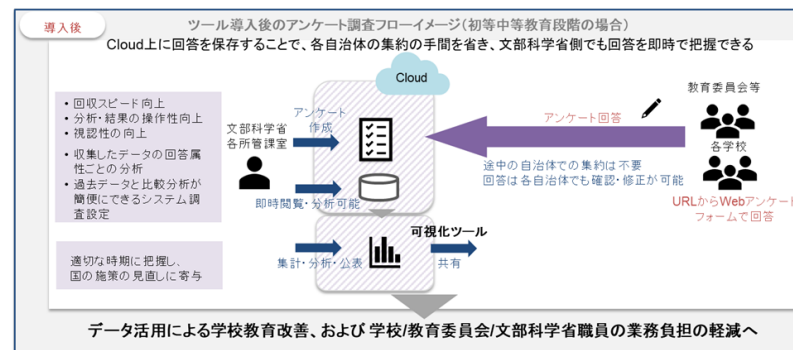 導入後
ツール導入後のアンケート調査フローイメージ（初等中等教育段階の場合）
Cloud上に回答を保存することで、各自治体の集約の手間を省き、文部科学省側でも回答を即時で把握できる
• 回収スピード向上
• 分析・結果の操作性向上
• 視認性の向上
• 収集したデータの回答属
性ごとの分析
• 過去データと比較分析が
簡便にできるシステム調
査設定
適切な時期に把握し、
国の施策の見直しに寄与
文部科学省
各所管課室
アンケート
作成
即時閲覧・分析可能
Cloud
アンケート回答
途中の自治体での集約は不要
回答は各自治体でも確認・修正が可能
教育委員会等
各学校
URLからWebアンケート
フォームで回答
集計・分析・公表
可視化ツール
共有
データ活用による学校教育改善、および 学校/教育委員会/文部科学省職員の業務負担の軽減へ